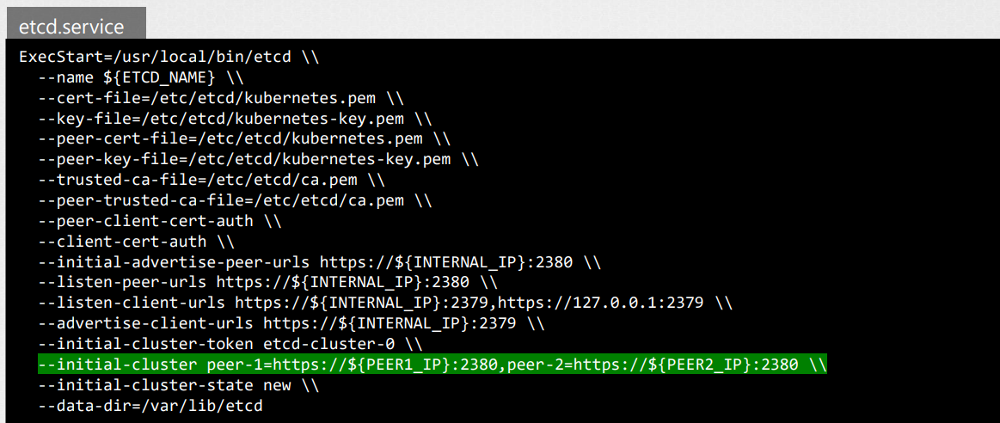 etcd.service
ExecStart=/usr/local/bin/etcd \\
--name ${ETCD_NAME} \\
--cert-file=/etc/etcd/kubernetes.pem \\
--key-file=/etc/etcd/kubernetes-key.pem \\
--peer-cert-file=/etc/etcd/kubernetes.pem \\
--peer-key-file=/etc/etcd/kubernetes-key.pem \\
--trusted-ca-file=/etc/etcd/ca.pem \\
--peer-trusted-ca-file=/etc/etcd/ca.pem \\
--peer-client-cert-auth \\
--client-cert-auth \\
--initial-advertise-peer-urls https://${INTERNAL_IP}:2380 \\
--listen-peer-urls https://${INTERNAL_IP}:2380 \\
--listen-client-urls https://${INTERNAL_IP}:2379,https://127.0.0.1:2379 \\
--advertise-client-urls https://${INTERNAL_IP}:2379 \\
--initial-cluster-token etcd-cluster-0 \\
--initial-cluster peer-1=https://${PEER1_IP}:2380,peer-2=https://${PEER2_IP}:2380 \\
--initial-cluster-state new \\
--data-dir=/var/lib/etcd